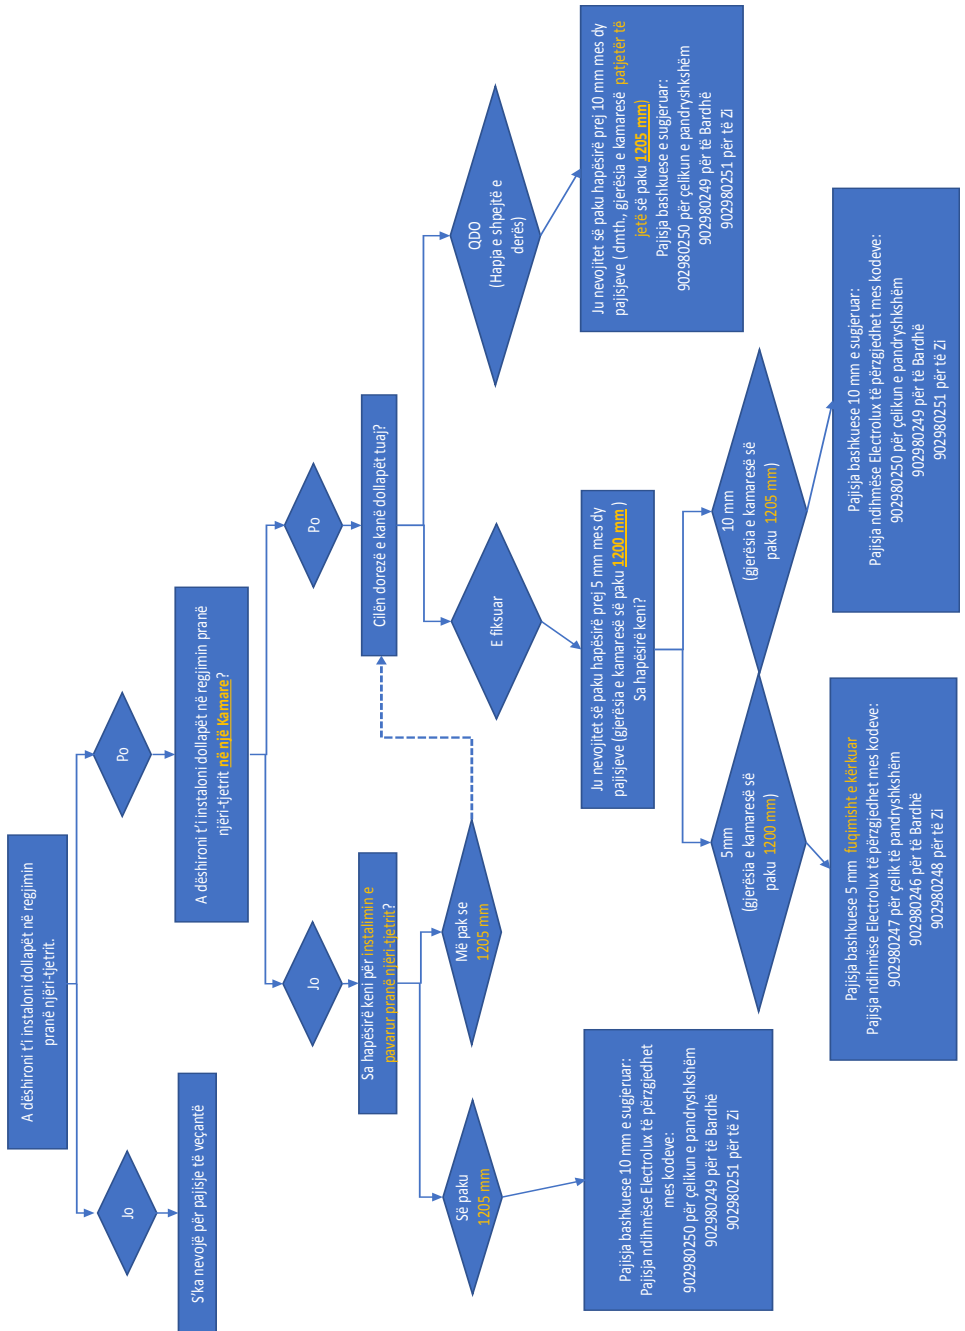 A dëshironi t'i instaloni dollapët në regjimin
pranë njëri-tjetrit.
Jo
Po
S'ka nevojë për pajisje të veçantë
A dëshironi t'i instaloni dollapët në regjimin pranë
njëri-tjetrit në një Kamare?
Jo
Po
Sa hapësirë keni për instalimin e
pavarur pranë njëri-tjetrit?
Cilën dorezë e kanë dollapët tuaj?
Së paku
1205 mm
Më pak se
1205 mm
E fiksuar
QDO
(Hapja e shpejtë e
derës)
Pajisja bashkuese 10 mm e sugjeruar:
Pajisja ndihmëse Electrolux të përzgjedhet
mes kodeve:
902980250 për çelikun e pandryshkshëm
902980249 për të Bardhë
902980251 për të Zi
Ju nevojitet së paku hapësirë prej 5 mm mes dy
pajisjeve (gjerësia e kamaresë së paku 1200 mm )
Sa hapësirë keni?
Ju nevojitet së paku hapësirë prej 10 mm mes dy
pajisjeve ( dmth., gjerësia e kamaresë patjetër të
jetë së paku 1205 mm)
Pajisja bashkuese e sugjeruar:
902980250 për çelikun e pandryshkshëm
902980249 për të Bardhë
902980251 për të Zi
5mm
(gjerësia e kamaresë së
paku 1200 mm)
10 mm
(gjerësia e kamaresë së
paku 1205 mm)
Pajisja bashkuese 5 mm fuqimisht e kërkuar
Pajisja ndihmëse Electrolux të përzgjedhet mes kodeve:
902980247 për çelik të pandryshkshëm
902980246 për të Bardhë
902980248 për të Zi
Pajisja bashkuese 10 mm e sugjeruar:
Pajisja ndihmëse Electrolux të përzgjedhet mes kodeve:
902980250 për çelikun e pandryshkshëm
902980249 për të Bardhë
902980251 për të Zi